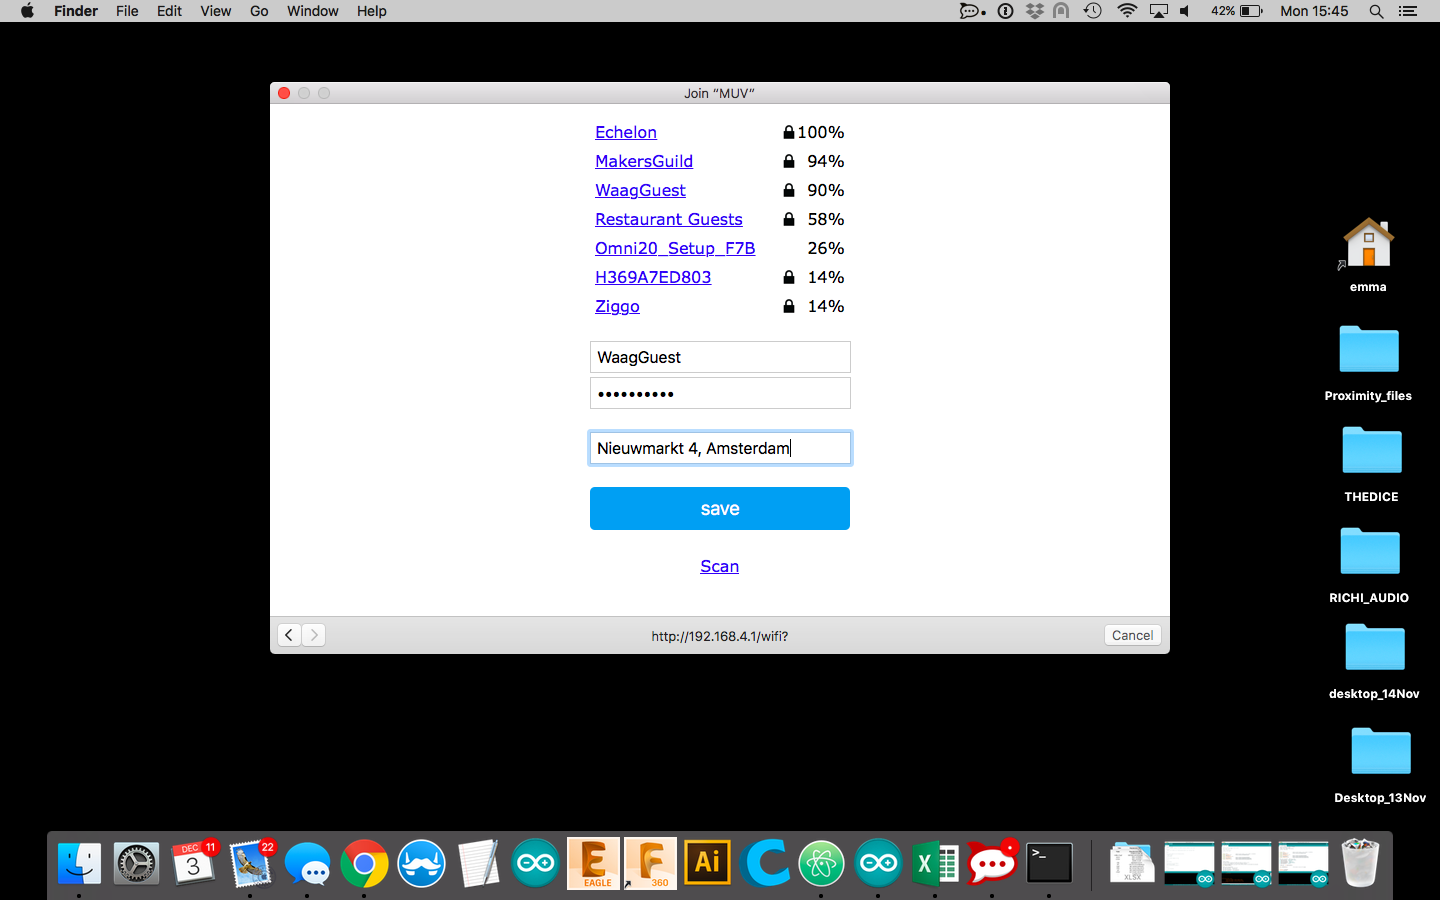 Finder File Edit View Go Window Help 42% Mon 15:45
Join “MUV”
Echelon 100%
MakersGuild 94%
WaagGuest 90%
Restaurant Guests 58%
Omni20_Setup_F7B 26%
H369A7ED803 14%
Ziggo 14%
WaagGuest
••••••••••
Nieuwmarkt 4, Amsterdam
save
Scan
http://192.168.4.1/wifi?
Cancel
emma
Proximity_files
THEDICE
RICHI_AUDIO
desktop_14Nov
Desktop_13Nov
DEC 3 11
22
E EAGLE
F 360
Ai
C
X
>_
XLSX